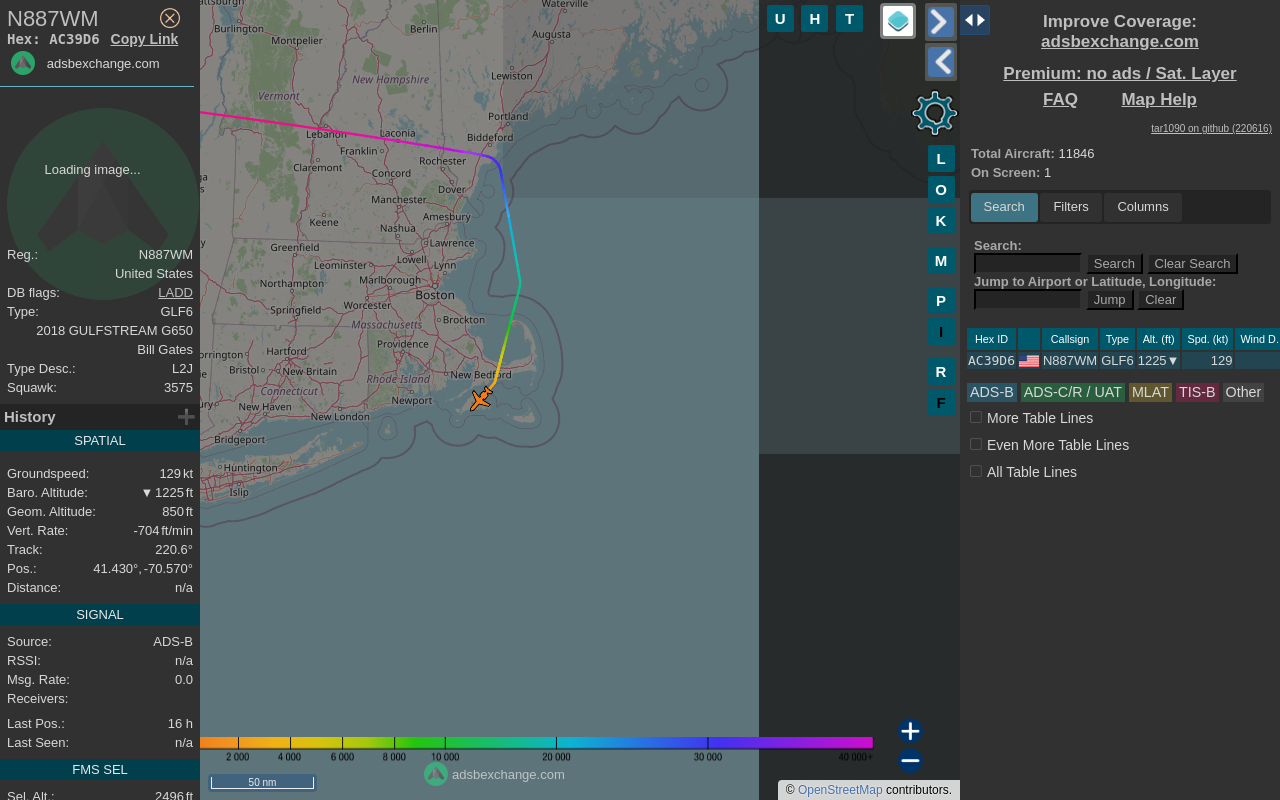 N887WM
Hex: AC39D6 Copy Link
adsbexchange.com
Loading image...
Reg.: N887WM
United States
DB flags: LADD
Type: GLF6
2018 GULFSTREAM G650
Bill Gates
Type Desc.: L2J
Squawk: 3575
History
SPATIAL
Groundspeed: 129 kt
Baro. Altitude: ▼ 1225 ft
Geom. Altitude: 850 ft
Vert. Rate: -704 ft/min
Track: 220.6°
Pos.: 41.430°, -70.570°
Distance: n/a
SIGNAL
Source: ADS-B
RSSI: n/a
Msg. Rate: 0.0
Receivers:
Last Pos.: 16 h
Last Seen: n/a
FMS SEL
Sel. Alt.: 2496 ft
Burlington
Berlin
Waterville
Montpelier
Augusta
New Hampshire
Lewiston
Vermont
Portland
Lebanon
Laconia
Biddeford
Franklin
Claremont
Rochester
Concord
Dover
Manchester
Amesbury
Keene
Nashua
Greenfield
Lawrence
Lowell
Leominster
Lynn
Northampton
Marlborough
Boston
Worcester
Springfield
Brockton
Massachusetts
Providence
Hartford
Bristol
New Britain
New Bedford
Rhode Island
Connecticut
Newport
New Haven
New London
Bridgeport
Huntington
Islip
U H T
L
O
K
M
P
I
R
F
2 000 4 000 6 000 8 000 10 000 20 000 30 000 40 000+
adsbexchange.com
50 nm
© OpenStreetMap contributors.
Improve Coverage:
adsbexchange.com
Premium: no ads / Sat. Layer
FAQ Map Help
tar1090 on github (220616)
Total Aircraft: 11846
On Screen: 1
Search Filters Columns
Search:
Search Clear Search
Jump to Airport or Latitude, Longitude:
Jump Clear
Hex ID Callsign Type Alt. (ft) Spd. (kt) Wind D.
AC39D6 N887WM GLF6 1225▼ 129
ADS-B ADS-C/R / UAT MLAT TIS-B Other
More Table Lines
Even More Table Lines
All Table Lines